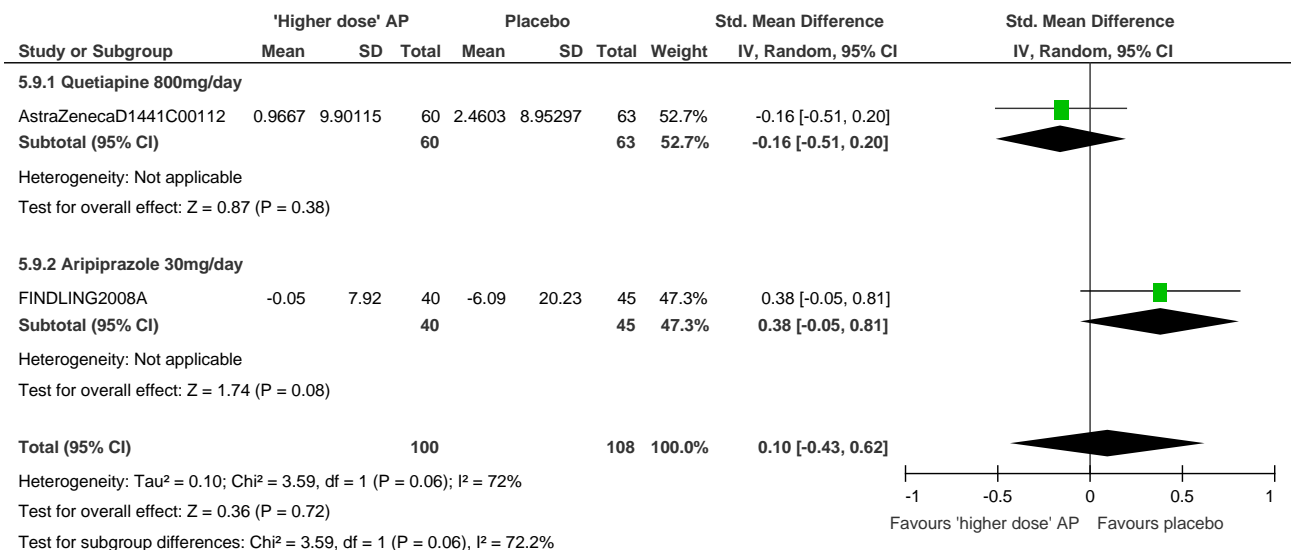 'Higher dose' AP Placebo Std. Mean Difference Std. Mean Difference
Study or Subgroup Mean SD Total Mean SD Total Weight IV, Random, 95% CI IV, Random, 95% CI
5.9.1 Quetiapine 800mg/day
AstraZenecaD1441C00112 0.9667 9.90115 60 2.4603 8.95297 63 52.7% -0.16 [-0.51, 0.20]
Subtotal (95% CI) 60 63 52.7% -0.16 [-0.51, 0.20]
Heterogeneity: Not applicable
Test for overall effect: Z = 0.87 (P = 0.38)
5.9.2 Aripiprazole 30mg/day
FINDLING2008A -0.05 7.92 40 -6.09 20.23 45 47.3% 0.38 [-0.05, 0.81]
Subtotal (95% CI) 40 45 47.3% 0.38 [-0.05, 0.81]
Heterogeneity: Not applicable
Test for overall effect: Z = 1.74 (P = 0.08)
Total (95% CI) 100 108 100.0% 0.10 [-0.43, 0.62]
Heterogeneity: Tau² = 0.10; Chi² = 3.59, df = 1 (P = 0.06); I² = 72%
Test for overall effect: Z = 0.36 (P = 0.72)
Test for subgroup differences: Chi² = 3.59, df = 1 (P = 0.06), I² = 72.2%
-1 -0.5 0 0.5 1
Favours 'higher dose' AP Favours placebo